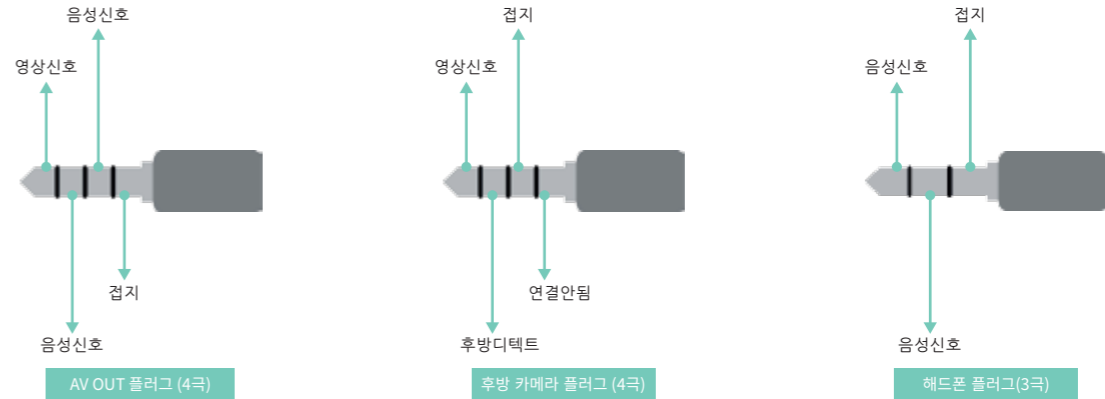 음성신호
영상신호
접지
음성신호
AV OUT 플러그 (4극)
접지
영상신호
연결안됨
후방디텍트
후방 카메라 플러그 (4극)
접지
음성신호
음성신호
해드폰 플러그(3극)